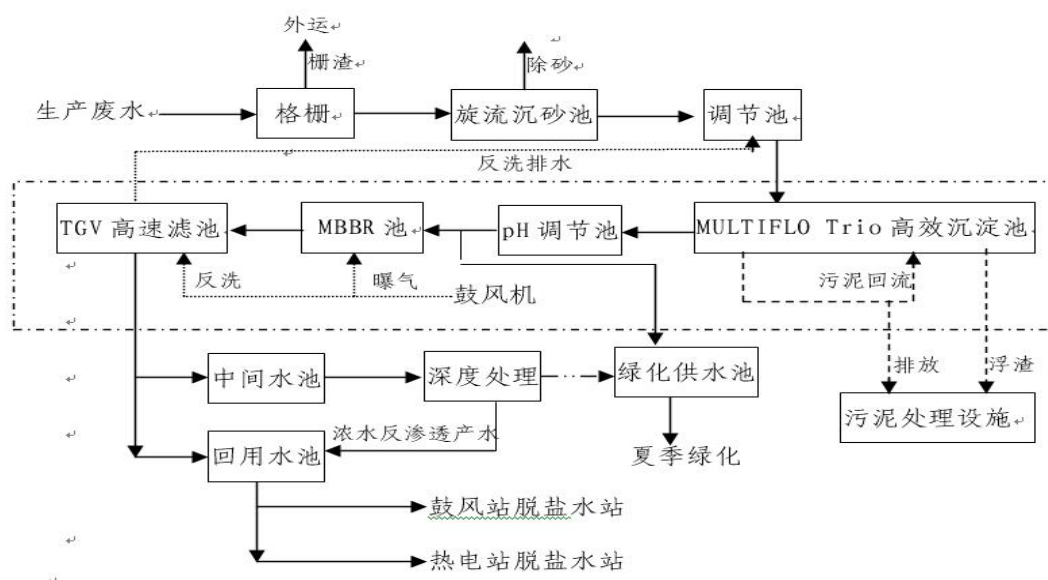 外运
栅渣
除砂
生产废水
格栅
旋流沉砂池
调节池
反洗排水
TGV 高速滤池
MBBR 池
pH 调节池
MULTIFLO Trio 高效沉淀池
反洗
曝气
鼓风机
污泥回流
中间水池
深度处理
绿化供水池
排放
浮渣
污泥处理设施
浓水反渗透产水
回用水池
夏季绿化
鼓风站脱盐水站
热电站脱盐水站